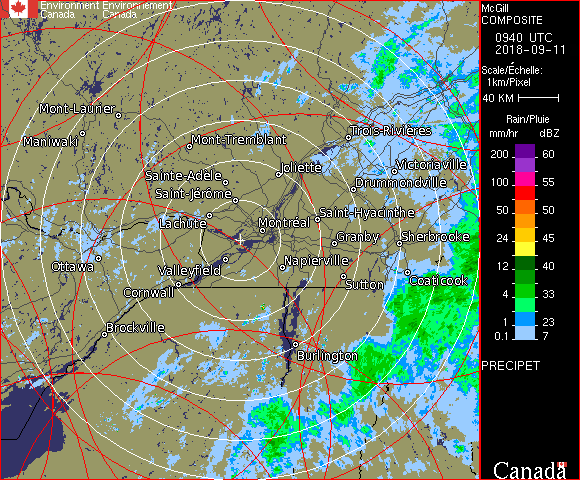 Environment Environnement
Canada Canada
McGill
COMPOSITE
0940 UTC
2018-09-11
Scale/Échelle:
1km/Pixel
40 KM
Rain/Pluie
mm/hr dBZ
200 60
100 55
50 50
24 45
12 40
4 33
1 23
0.1 7
PRECIPET
Canada
Mont-Laurier
Maniwaki
Mont-Tremblant
Trois-Rivières
Joliette
Victoriaville
Sainte-Adèle
Drummondville
Saint-Jérôme
Lachute
Montréal
Saint-Hyacinthe
Granby
Sherbrooke
Ottawa
Valleyfield
Napierville
Sutton
Coaticook
Cornwall
Brockville
Burlington